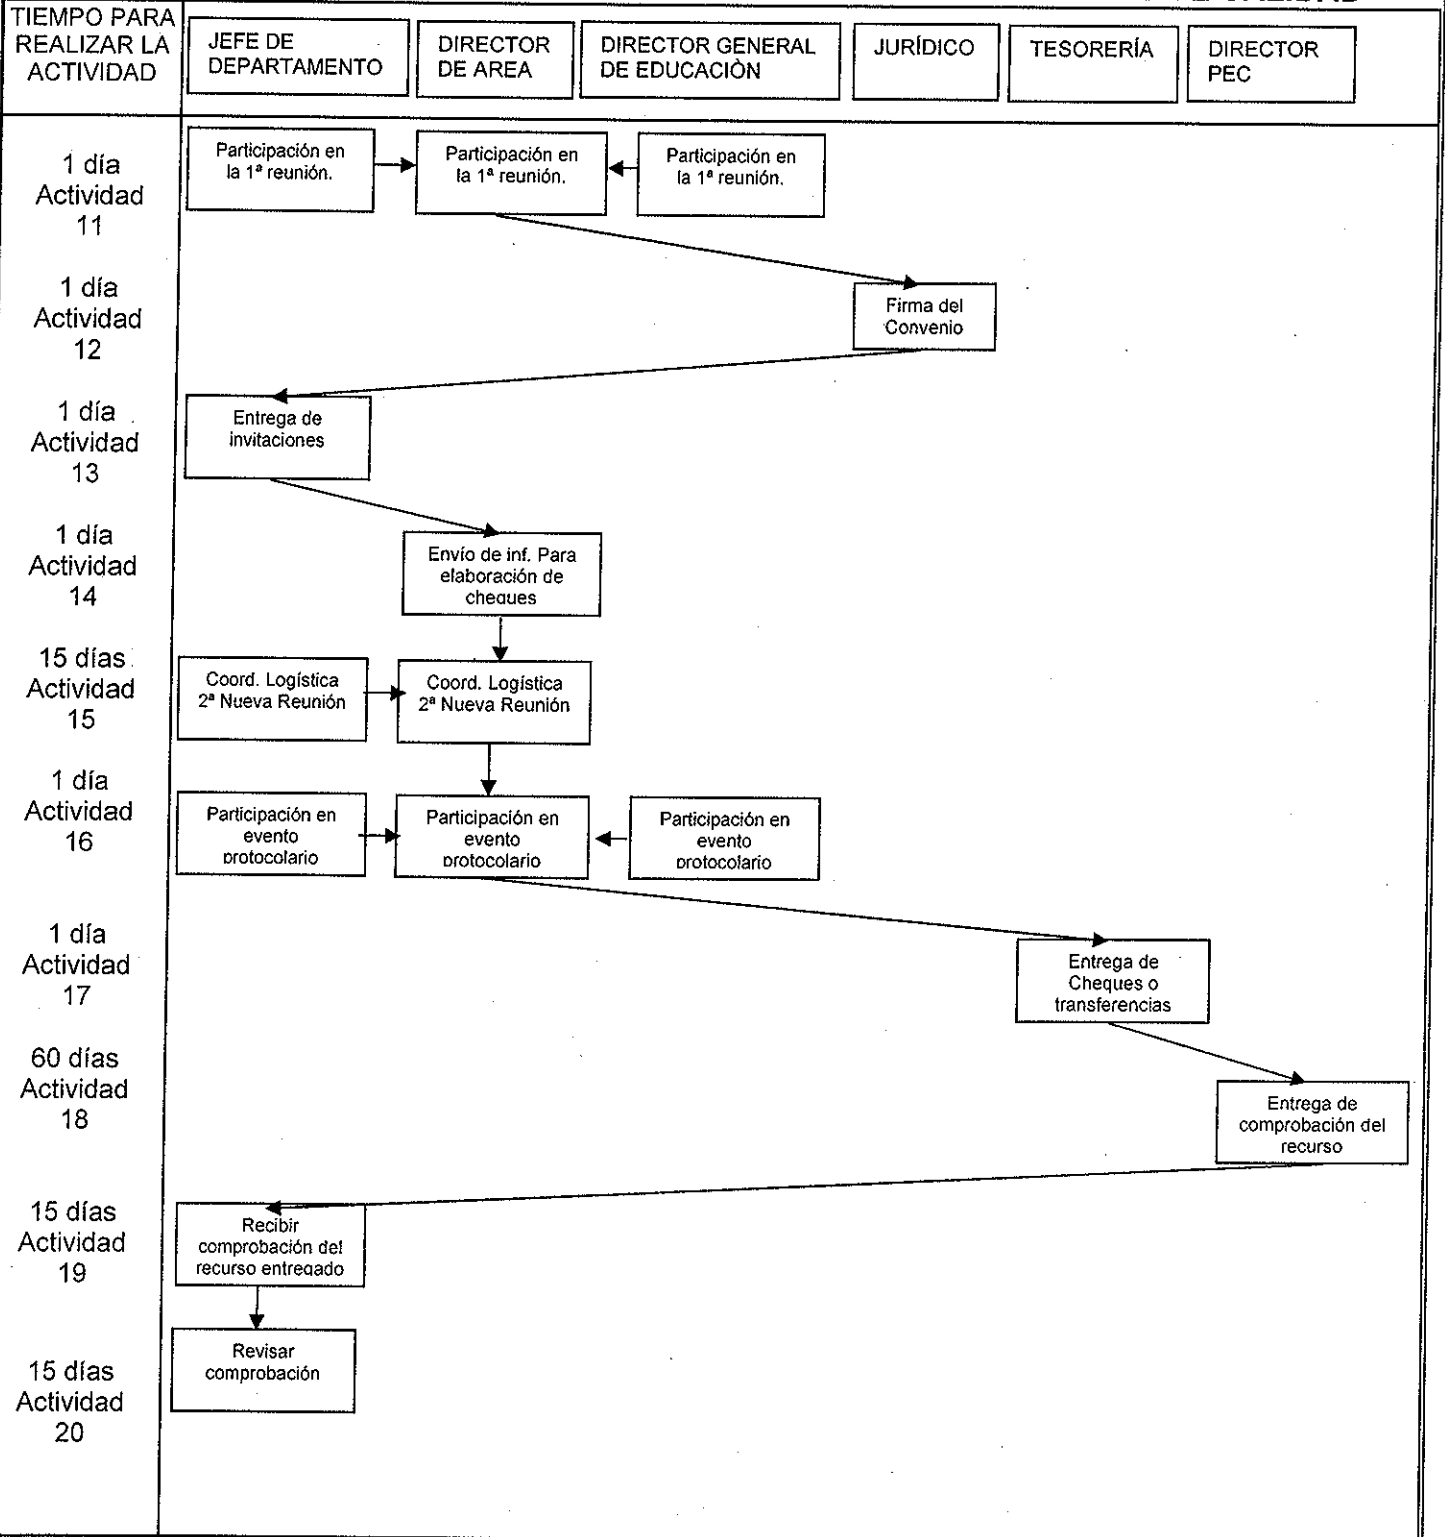 TIEMPO PARA
REALIZAR LA
ACTIVIDAD
JEFE DE
DEPARTAMENTO
DIRECTOR
DE AREA
DIRECTOR GENERAL
DE EDUCACIÒN
JURÍDICO
TESORERÍA
DIRECTOR
PEC
1 día
Actividad
11
Participación en
la 1ª reunión.
Participación en
la 1ª reunión.
Participación en
la 1ª reunión.
1 día
Actividad
12
Firma del
Convenio
1 día
Actividad
13
Entrega de
invitaciones
1 día
Actividad
14
Envío de inf. Para
elaboración de
cheques
15 días
Actividad
15
Coord. Logística
2ª Nueva Reunión
Coord. Logística
2ª Nueva Reunión
1 día
Actividad
16
Participación en
evento
protocolario
Participación en
evento
protocolario
Participación en
evento
protocolario
1 día
Actividad
17
Entrega de
Cheques o
transferencias
60 días
Actividad
18
Entrega de
comprobación del
recurso
15 días
Actividad
19
Recibir
comprobación del
recurso entregado
15 días
Actividad
20
Revisar
comprobación